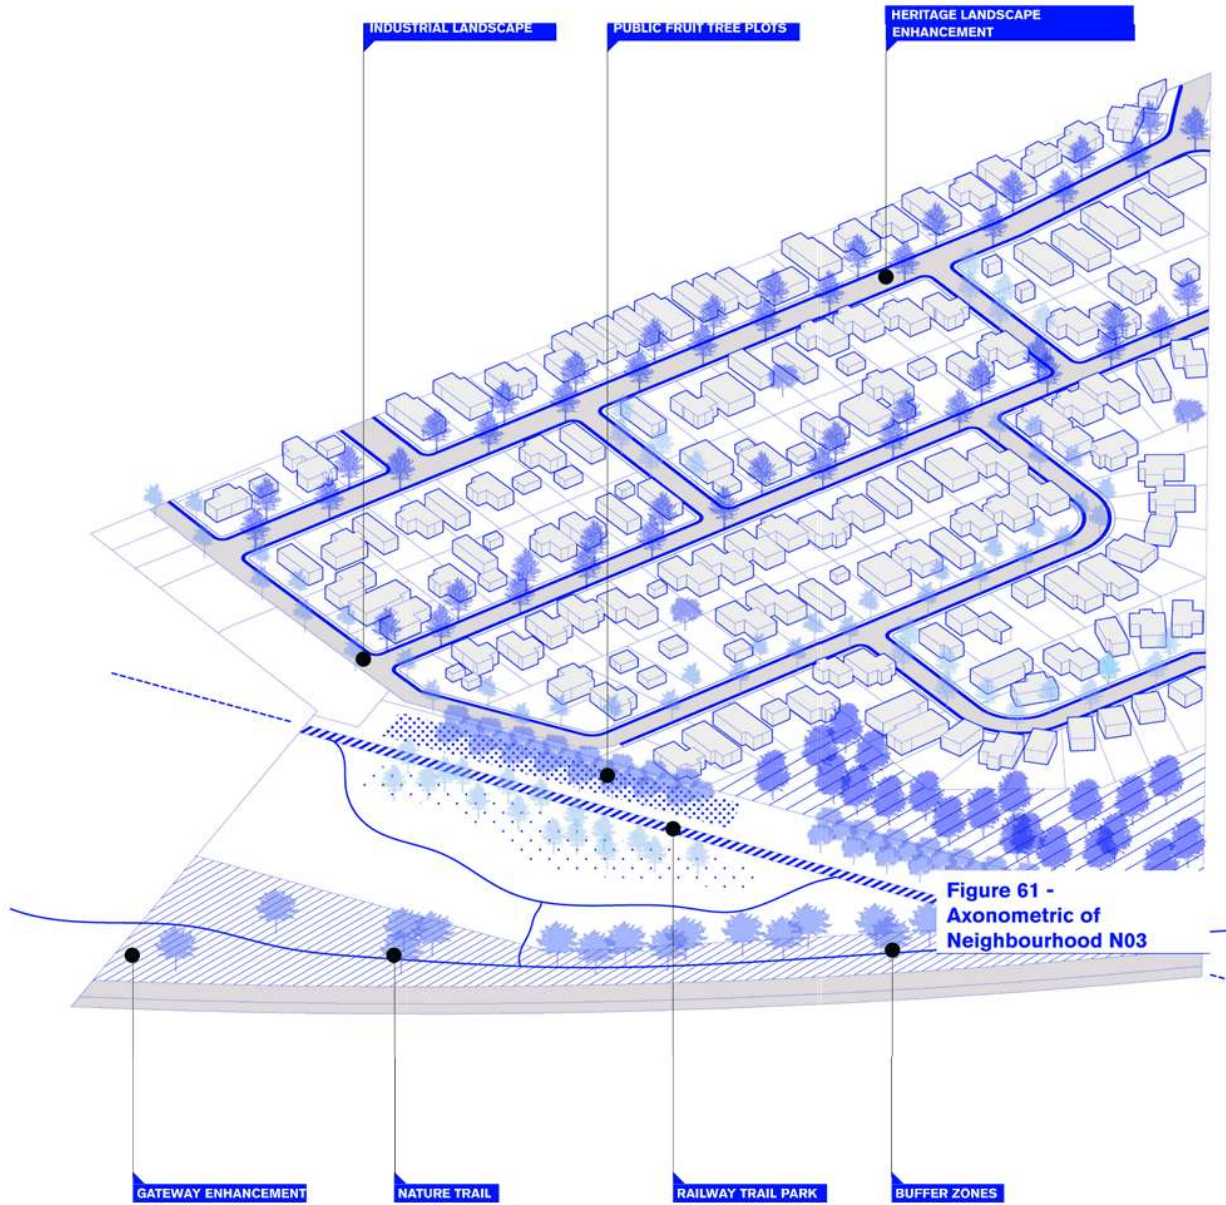 INDUSTRIAL LANDSCAPE
PUBLIC FRUIT TREE PLOTS
HERITAGE LANDSCAPE
ENHANCEMENT
Figure 61 -
Axonometric of
Neighbourhood N03
GATEWAY ENHANCEMENT
NATURE TRAIL
RAILWAY TRAIL PARK
BUFFER ZONES